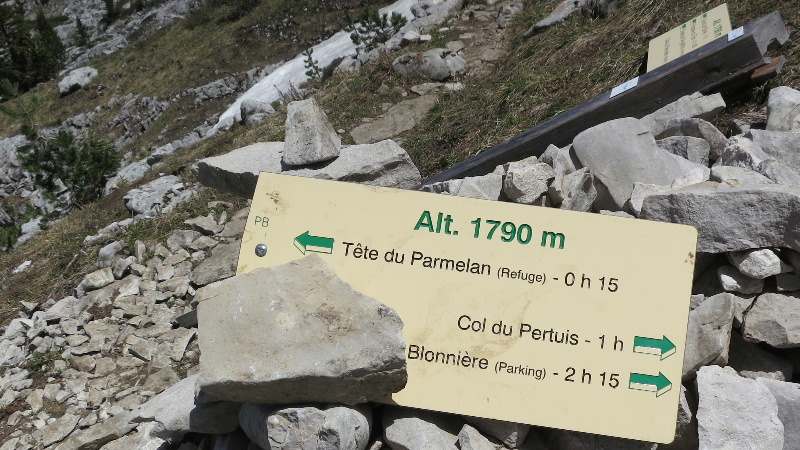 PB
Alt. 1790 m
Tête du Parmelan (Refuge) - 0 h 15
Col du Pertuis - 1 h
Blonnière (Parking) - 2 h 15